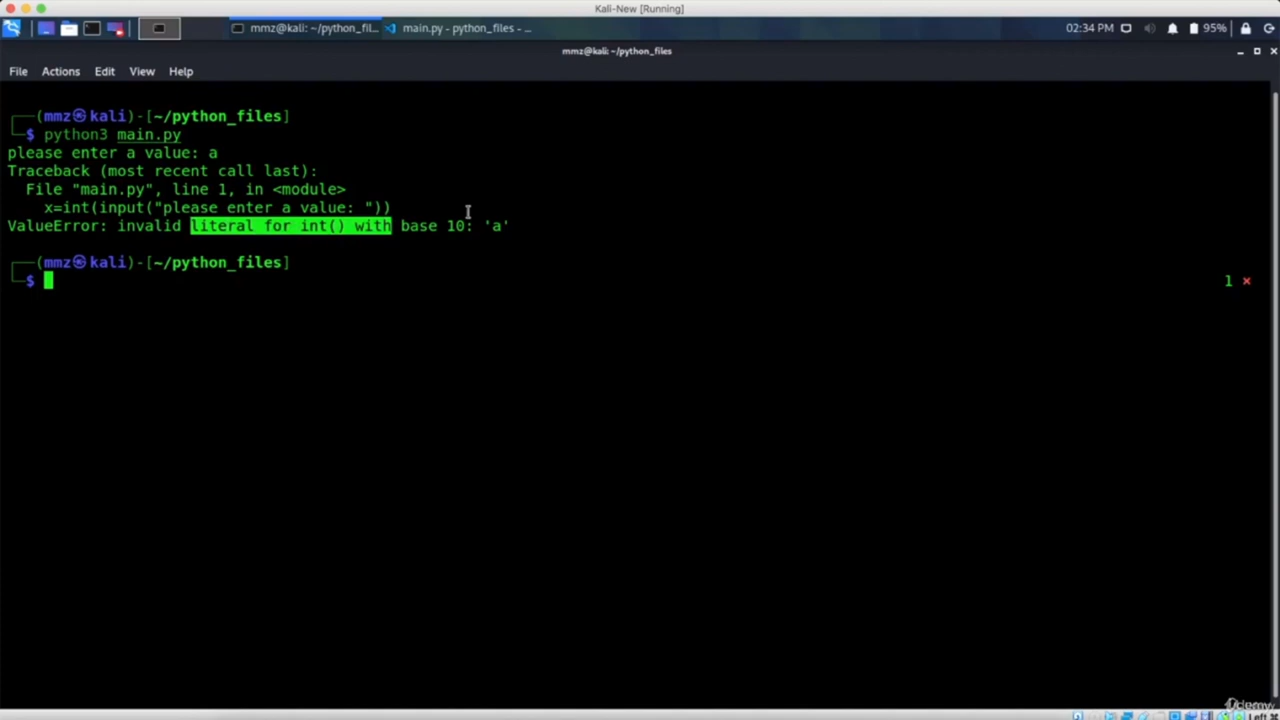 Kali-New [Running]
mmz@kali: ~/python_fil...
main.py - python_files - ...
02:34 PM
95%
mmz@kali: ~/python_files
File Actions Edit View Help
┌──(mmz㉿kali)-[~/python_files]
└─$ python3 main.py
please enter a value: a
Traceback (most recent call last):
File "main.py", line 1, in <module>
x=int(input("please enter a value: "))
ValueError: invalid literal for int() with base 10: 'a'
┌──(mmz㉿kali)-[~/python_files]
└─$
1 ×
Udemy
Left ⌘